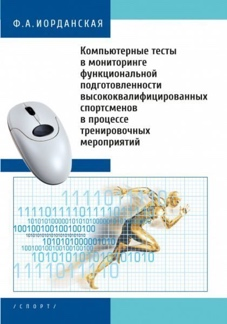 Ф.А.ИОРДАНСКАЯ
Компьютерные тесты
в мониторинге
функциональной
подготовленности
высококвалифицированных
спортсменов
в процессе
тренировочных
мероприятий
/СПОРТ/